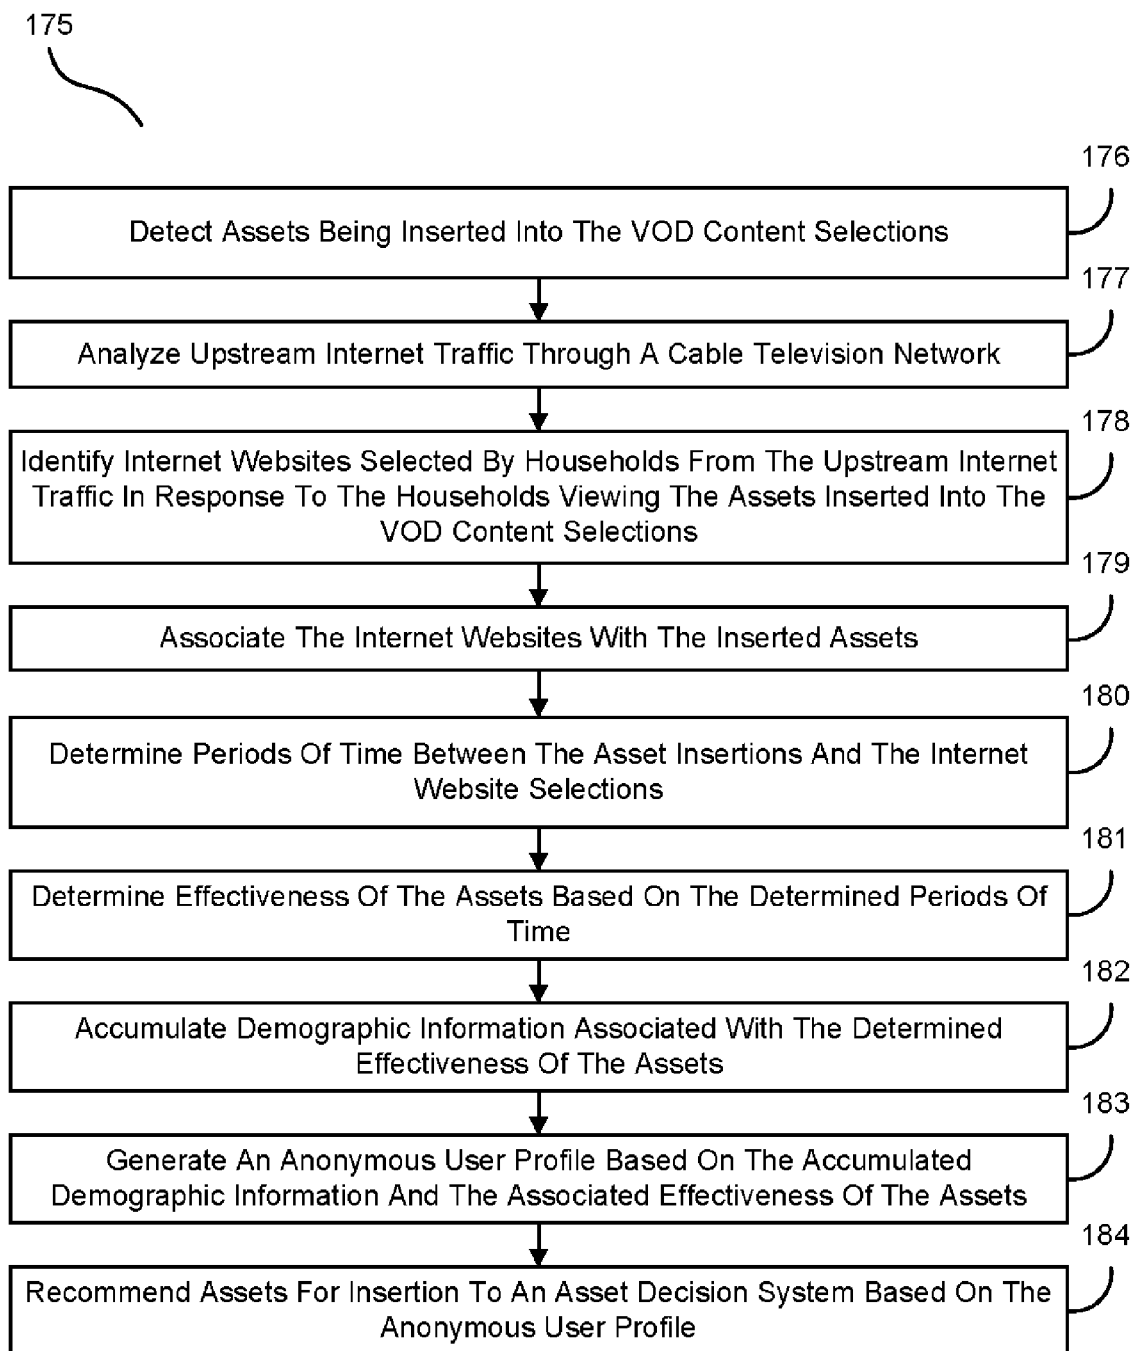 175
176
Detect Assets Being Inserted Into The VOD Content Selections
177
Analyze Upstream Internet Traffic Through A Cable Television Network
178
Identify Internet Websites Selected By Households From The Upstream Internet
Traffic In Response To The Households Viewing The Assets Inserted Into The
VOD Content Selections
179
Associate The Internet Websites With The Inserted Assets
180
Determine Periods Of Time Between The Asset Insertions And The Internet
Website Selections
181
Determine Effectiveness Of The Assets Based On The Determined Periods Of
Time
182
Accumulate Demographic Information Associated With The Determined
Effectiveness Of The Assets
183
Generate An Anonymous User Profile Based On The Accumulated
Demographic Information And The Associated Effectiveness Of The Assets
184
Recommend Assets For Insertion To An Asset Decision System Based On The
Anonymous User Profile